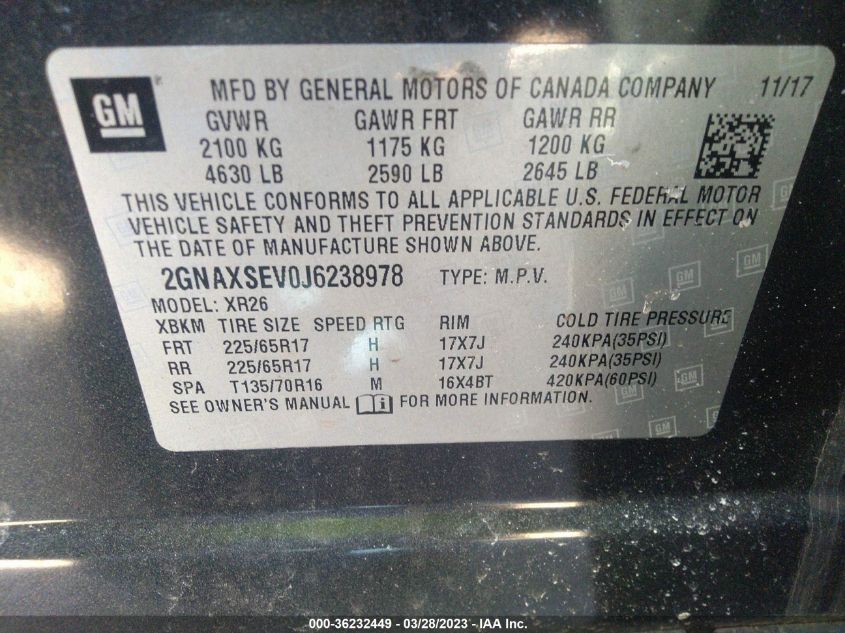 GM MFD BY GENERAL MOTORS OF CANADA COMPANY 11/17
GVWR GAWR FRT GAWR RR
2100 KG 1175 KG 1200 KG
4630 LB 2590 LB 2645 LB
THIS VEHICLE CONFORMS TO ALL APPLICABLE U.S. FEDERAL MOTOR
VEHICLE SAFETY AND THEFT PREVENTION STANDARDS IN EFFECT ON
THE DATE OF MANUFACTURE SHOWN ABOVE.
2GNAXSEV0J6238978 TYPE: M.P.V.
MODEL: XR26
XBKM TIRE SIZE SPEED RTG RIM COLD TIRE PRESSURE
FRT 225/65R17 H 17X7J 240KPA(35PSI)
RR 225/65R17 H 17X7J 240KPA(35PSI)
SPA T135/70R16 M 16X4BT 420KPA(60PSI)
SEE OWNER'S MANUAL i FOR MORE INFORMATION.
000-36232449 - 03/28/2023 - IAA Inc.